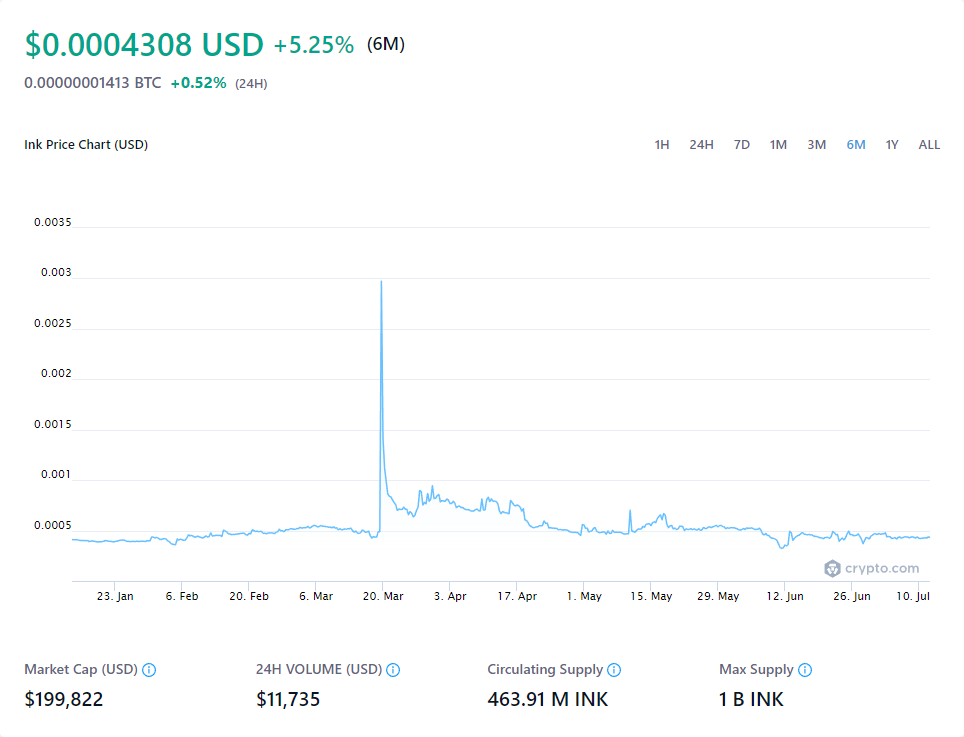 $0.0004308 USD +5.25% (6M)
0.00000001413 BTC +0.52% (24H)
Ink Price Chart (USD) 1H 24H 7D 1M 3M 6M 1Y ALL
0.0035
0.003
0.0025
0.002
0.0015
0.001
0.0005
crypto.com
23. Jan 6. Feb 20. Feb 6. Mar 20. Mar 3. Apr 17. Apr 1. May 15. May 29. May 12. Jun 26. Jun 10. Jul
Market Cap (USD) 24H VOLUME (USD) Circulating Supply Max Supply
$199,822 $11,735 463.91 M INK 1 B INK